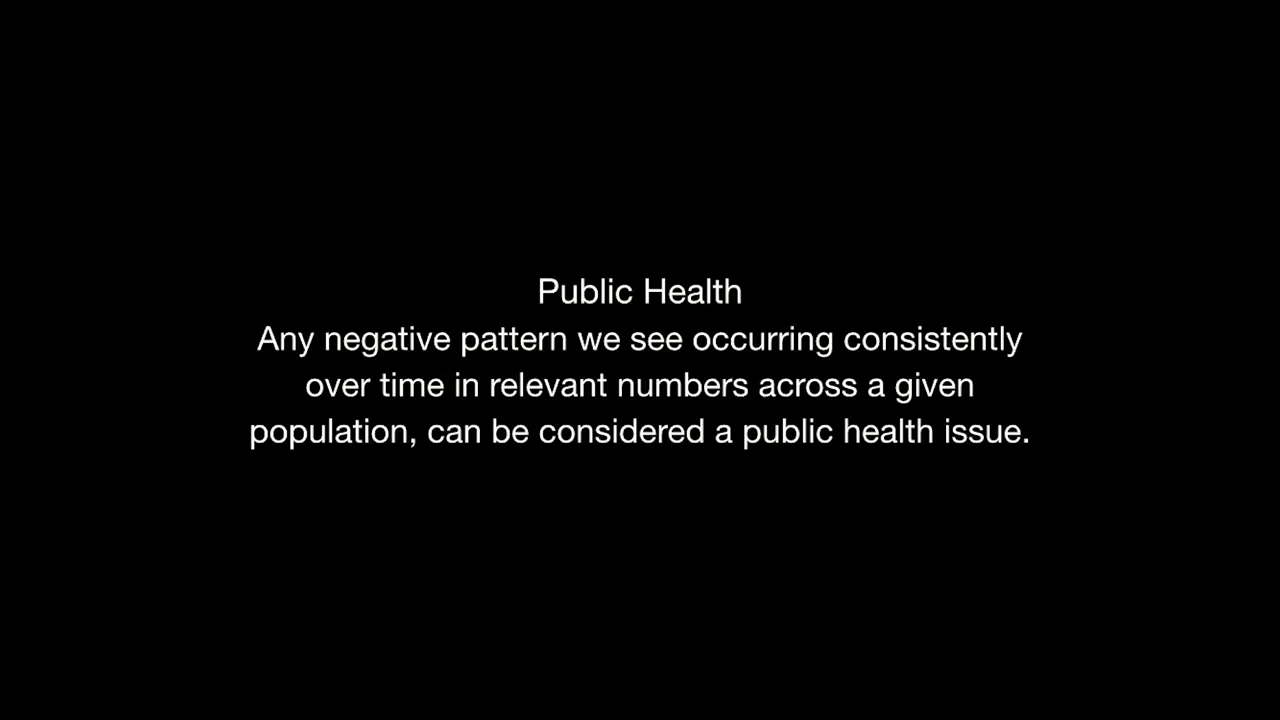 Public Health
Any negative pattern we see occurring consistently
over time in relevant numbers across a given
population, can be considered a public health issue.